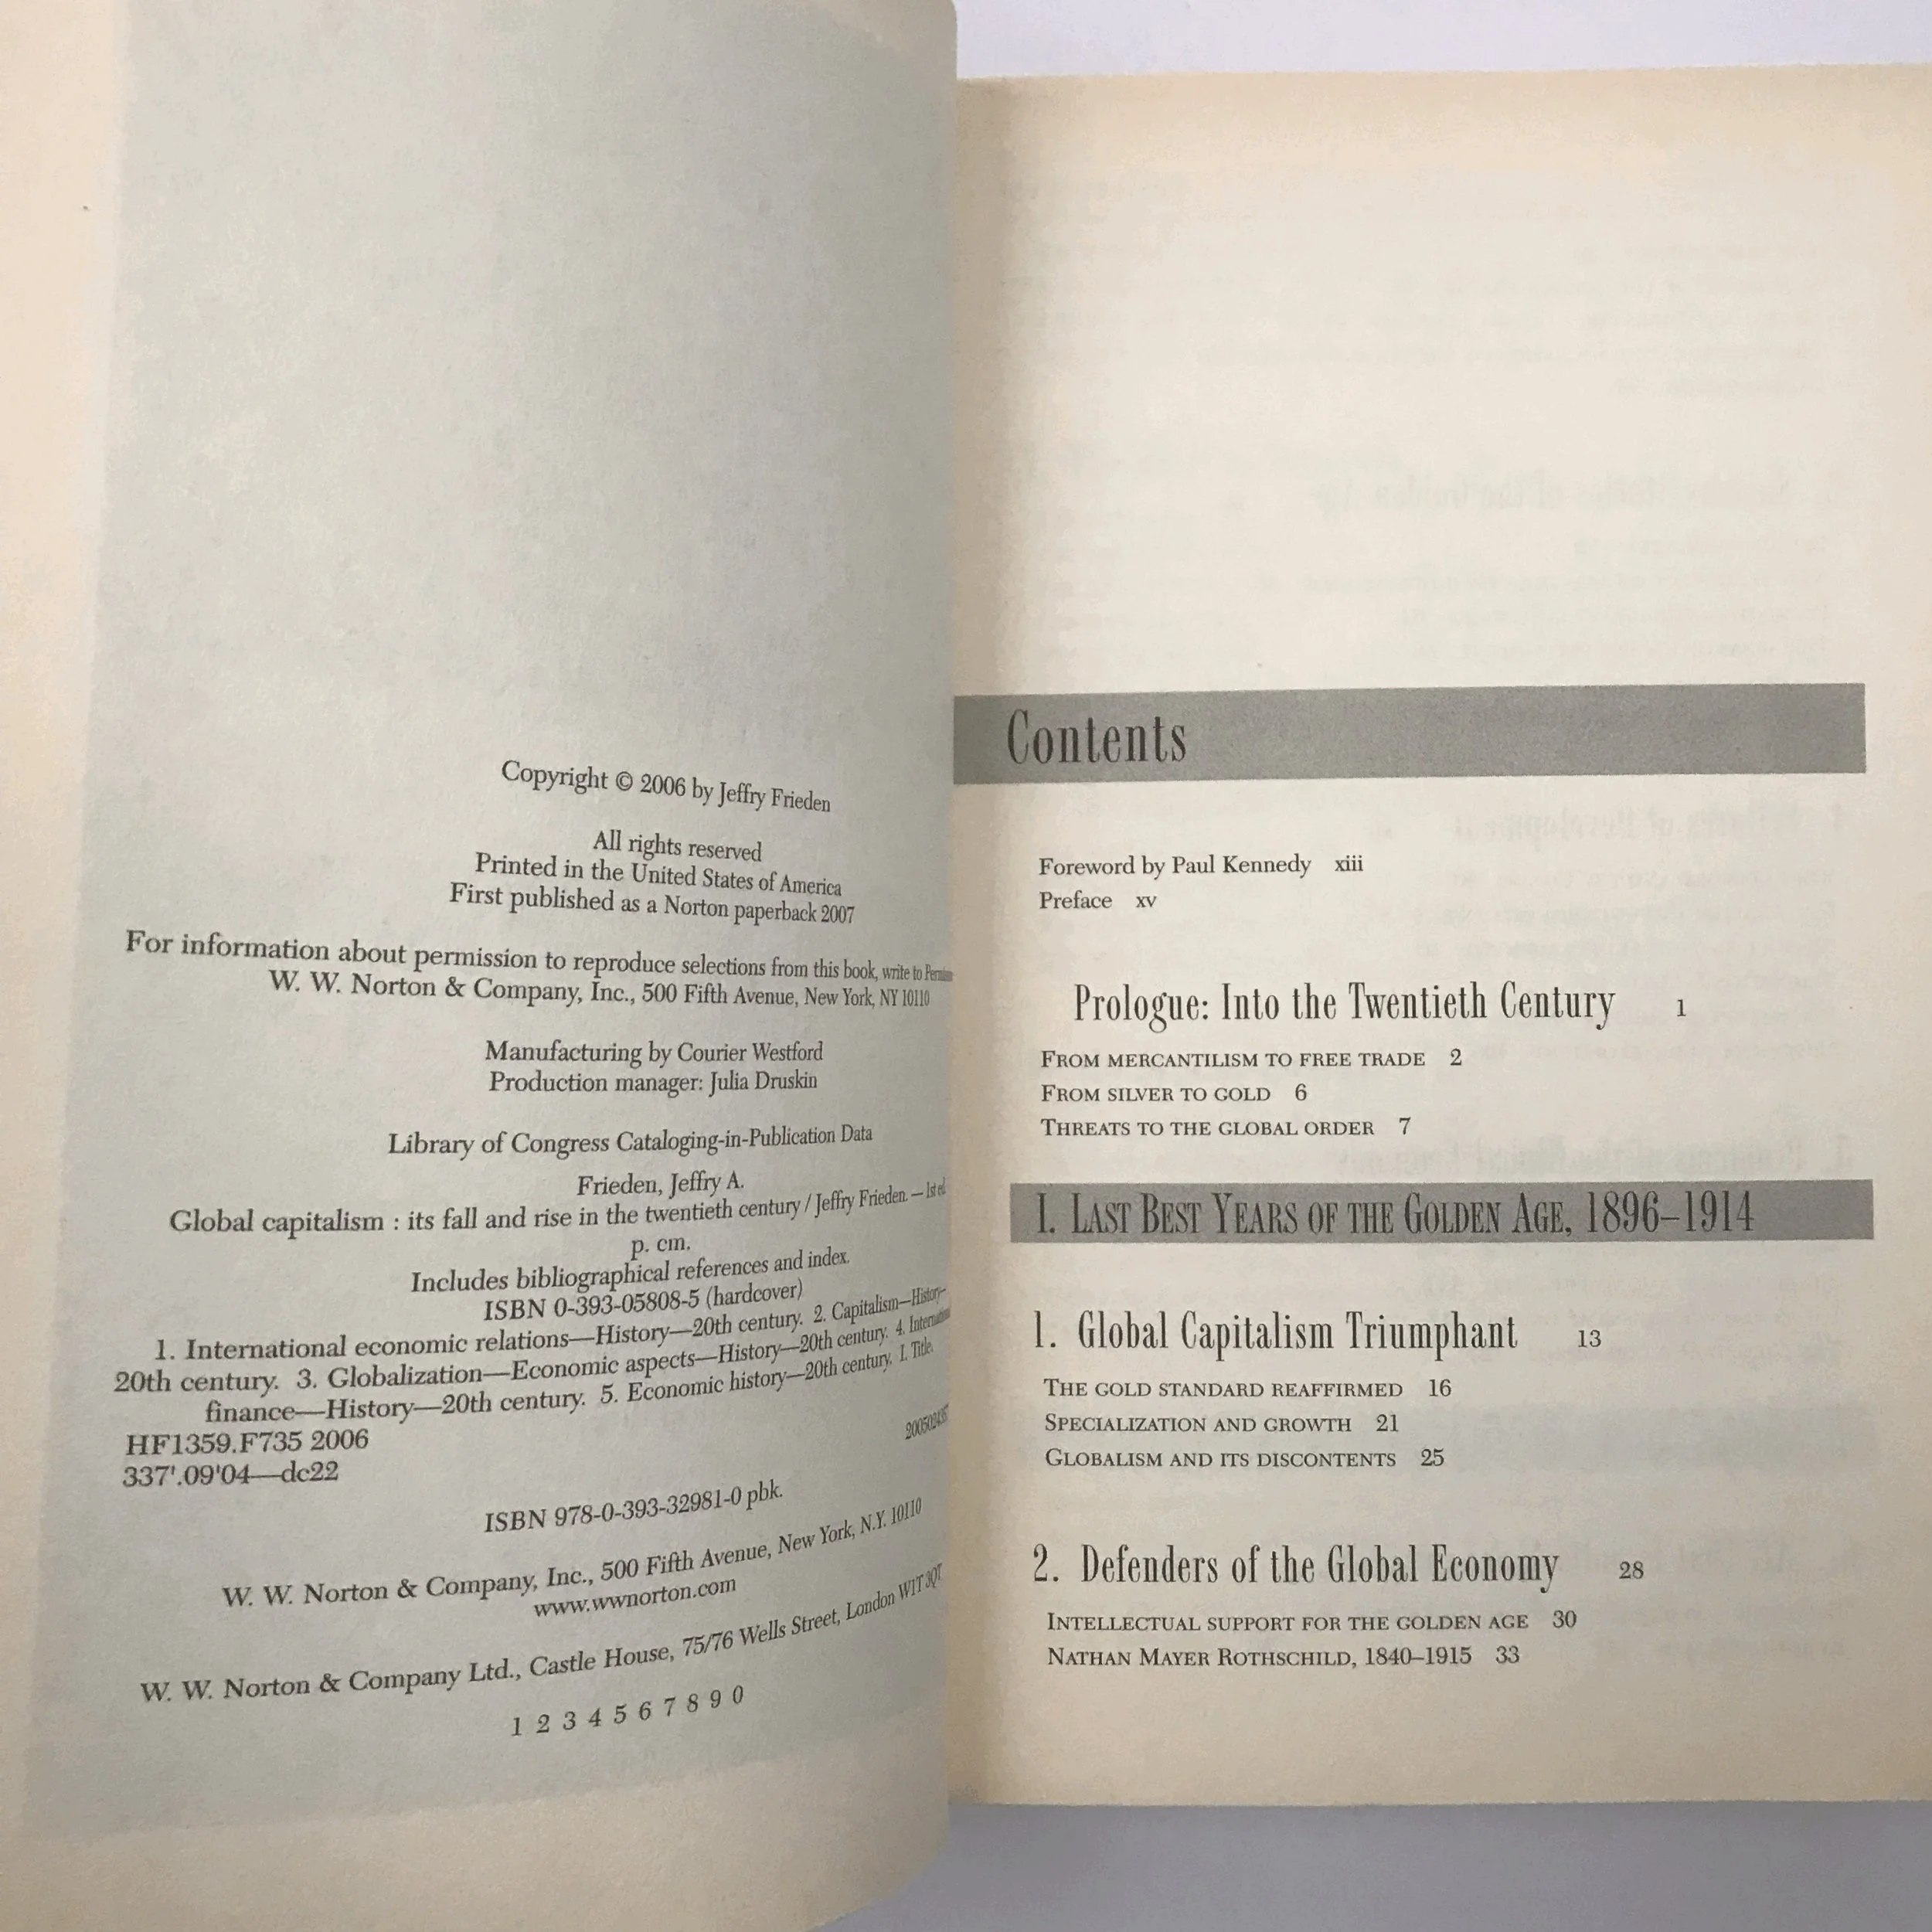 Copyright © 2006 by Jeffry Frieden
All rights reserved
Printed in the United States of America
First published as a Norton paperback 2007
For information about permission to reproduce selections from this book, write to
W. W. Norton & Company, Inc., 500 Fifth Avenue, New York, NY 10110
Manufacturing by Courier Westford
Production manager: Julia Druskin
Library of Congress Cataloging-in-Publication Data
Frieden, Jeffry A.
Global capitalism : its fall and rise in the twentieth century / Jeffry Frieden. — 1st ed
p. cm.
Includes bibliographical references and index.
ISBN 0-393-05808-5 (hardcover)
1. International economic relations—History—20th century. 2. Capitalism—History—
20th century. 3. Globalization—Economic aspects—History—20th century. 4.
finance—History—20th century. 5. Economic history—20th century. I. Title.
HF1359.F735 2006
337'.09'04—dc22
ISBN 978-0-393-32981-0 pbk.
W. W. Norton & Company, Inc., 500 Fifth Avenue, New York, N.Y. 10110
www.wwnorton.com
W. W. Norton & Company Ltd., Castle House, 75/76 Wells Street, London W1T 3QT
1 2 3 4 5 6 7 8 9 0
Contents
Foreword by Paul Kennedy xiii
Preface xv
Prologue: Into the Twentieth Century 1
FROM MERCANTILISM TO FREE TRADE 2
FROM SILVER TO GOLD 6
THREATS TO THE GLOBAL ORDER 7
I. LAST BEST YEARS OF THE GOLDEN AGE, 1896–1914
1. Global Capitalism Triumphant 13
THE GOLD STANDARD REAFFIRMED 16
SPECIALIZATION AND GROWTH 21
GLOBALISM AND ITS DISCONTENTS 25
2. Defenders of the Global Economy 28
INTELLECTUAL SUPPORT FOR THE GOLDEN AGE 30
NATHAN MAYER ROTHSCHILD, 1840–1915 33